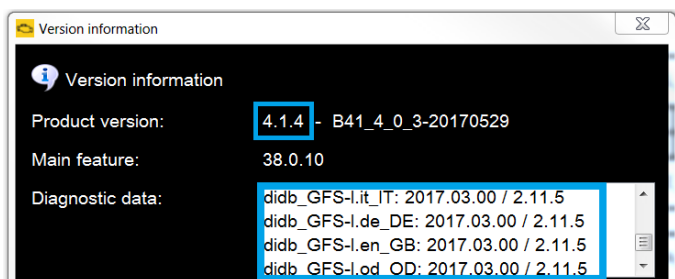 Version information
Version information
Product version: 4.1.4 - B41_4_0_3-20170529
Main feature: 38.0.10
Diagnostic data: didb_GFS-I.it_IT: 2017.03.00 / 2.11.5
didb_GFS-I.de_DE: 2017.03.00 / 2.11.5
didb_GFS-I.en_GB: 2017.03.00 / 2.11.5
didb_GFS-I.od_OD: 2017.03.00 / 2.11.5